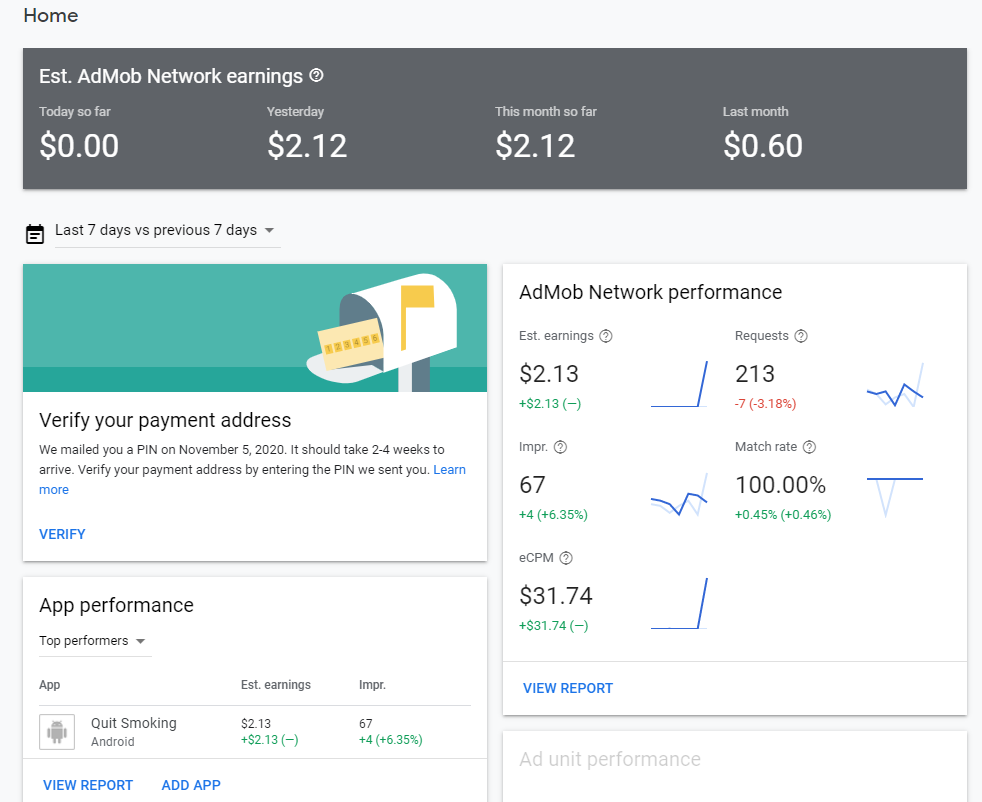 Home
Est. AdMob Network earnings
Today so far
$0.00
Yesterday
$2.12
This month so far
$2.12
Last month
$0.60
Last 7 days vs previous 7 days
1 2 3 4 5 6
Verify your payment address
We mailed you a PIN on November 5, 2020. It should take 2-4 weeks to
arrive. Verify your payment address by entering the PIN we sent you. Learn
more
VERIFY
App performance
Top performers
App Est. earnings Impr.
Quit Smoking $2.13 67
Android +$2.13 (—) +4 (+6.35%)
VIEW REPORT ADD APP
AdMob Network performance
Est. earnings
$2.13
+$2.13 (—)
Requests
213
-7 (-3.18%)
Impr.
67
+4 (+6.35%)
Match rate
100.00%
+0.45% (+0.46%)
eCPM
$31.74
+$31.74 (—)
VIEW REPORT
Ad unit performance